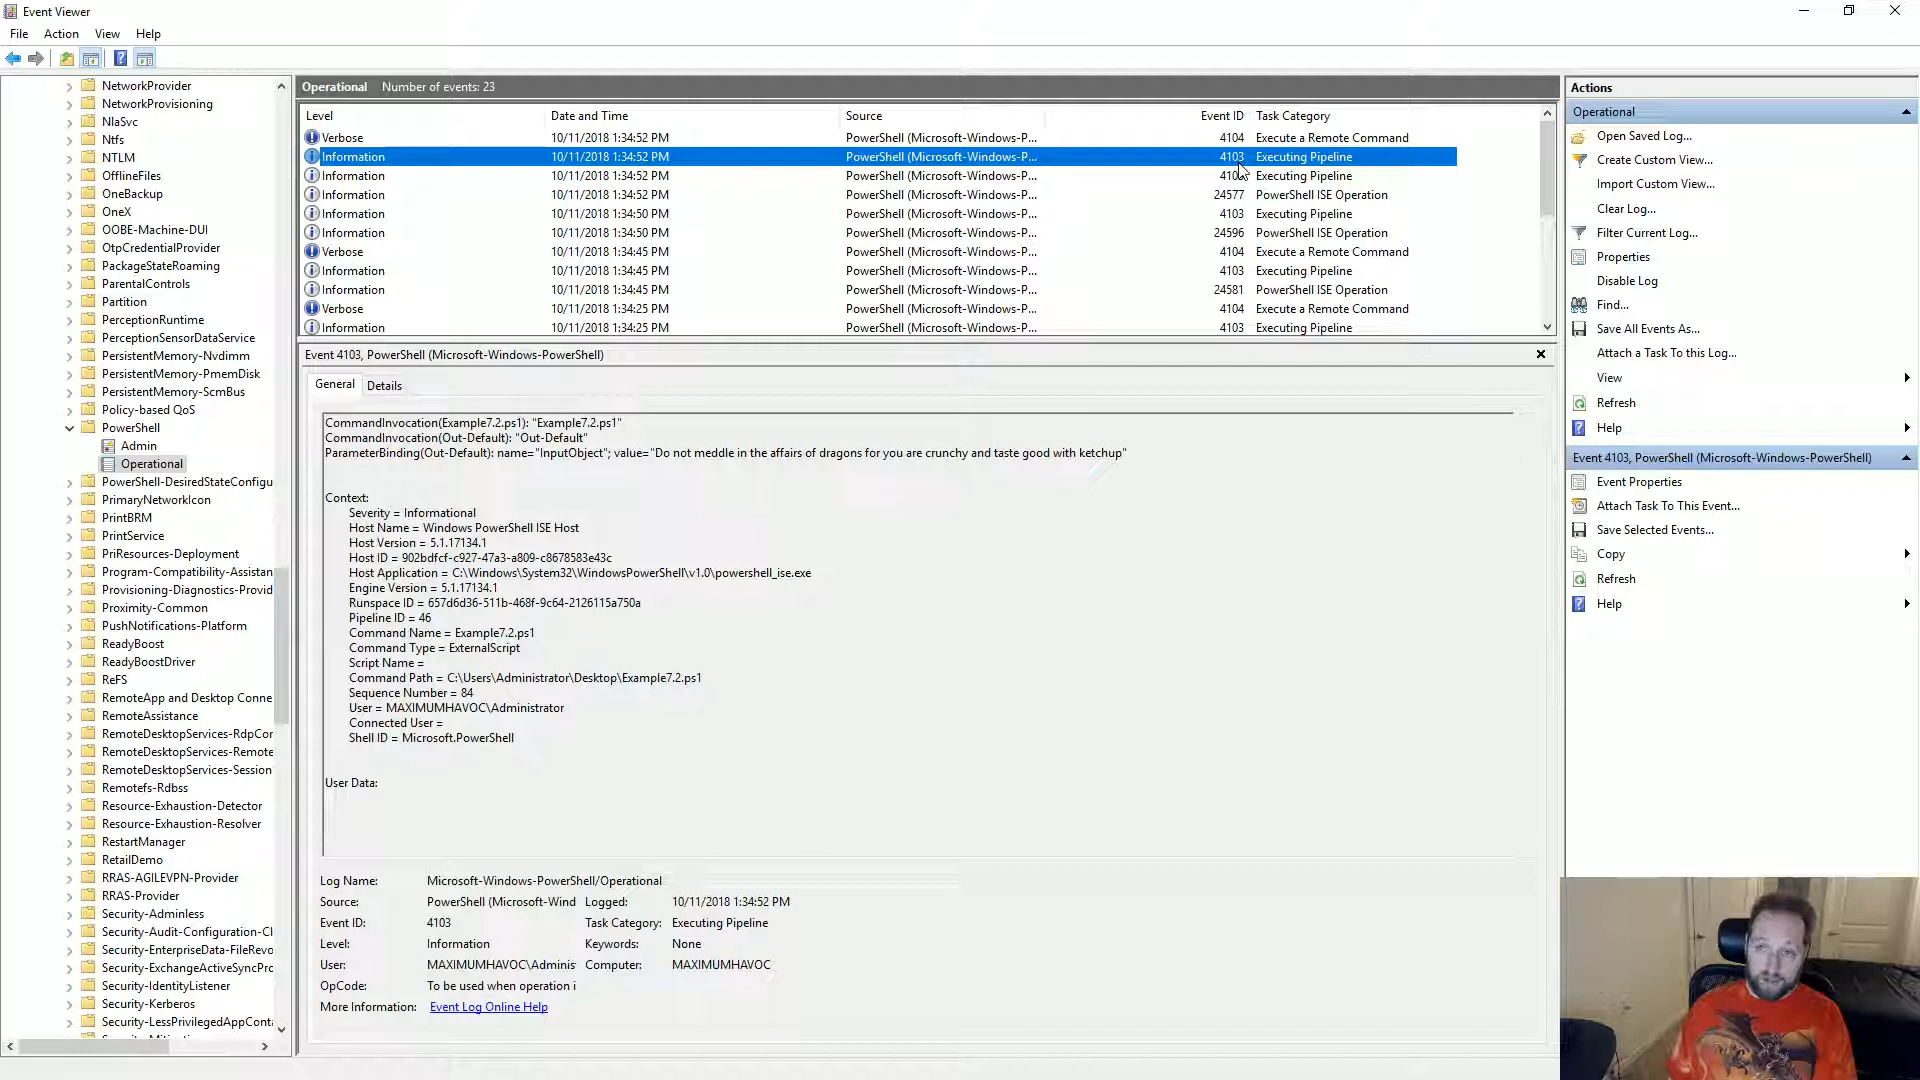 Event Viewer
File Action View Help
NetworkProvider
NetworkProvisioning
NlaSvc
Ntfs
NTLM
OfflineFiles
OneBackup
OneX
OOBE-Machine-DUI
OtpCredentialProvider
PackageStateRoaming
ParentalControls
Partition
PerceptionRuntime
PerceptionSensorDataService
PersistentMemory-Nvdimm
PersistentMemory-PmemDisk
PersistentMemory-ScmBus
Policy-based QoS
PowerShell
Admin
Operational
PowerShell-DesiredStateConfigu
PrimaryNetworkIcon
PrintBRM
PrintService
PriResources-Deployment
Program-Compatibility-Assistan
Provisioning-Diagnostics-Provid
Proximity-Common
PushNotifications-Platform
ReadyBoost
ReadyBoostDriver
ReFS
RemoteApp and Desktop Conne
RemoteAssistance
RemoteDesktopServices-RdpCor
RemoteDesktopServices-Remote
RemoteDesktopServices-Session
Remotefs-Rdbss
Resource-Exhaustion-Detector
Resource-Exhaustion-Resolver
RestartManager
RetailDemo
RRAS-AGILEVPN-Provider
RRAS-Provider
Security-Adminless
Security-Audit-Configuration-Cl
Security-EnterpriseData-FileRevo
Security-ExchangeActiveSyncPro
Security-IdentityListener
Security-Kerberos
Security-LessPrivilegedAppConta
Operational Number of events: 23
Level Date and Time Source Event ID Task Category
Verbose 10/11/2018 1:34:52 PM PowerShell (Microsoft-Windows-P... 4104 Execute a Remote Command
Information 10/11/2018 1:34:52 PM PowerShell (Microsoft-Windows-P... 4103 Executing Pipeline
Information 10/11/2018 1:34:52 PM PowerShell (Microsoft-Windows-P... Executing Pipeline
Information 10/11/2018 1:34:52 PM PowerShell (Microsoft-Windows-P... 24577 PowerShell ISE Operation
Information 10/11/2018 1:34:50 PM PowerShell (Microsoft-Windows-P... 4103 Executing Pipeline
Information 10/11/2018 1:34:50 PM PowerShell (Microsoft-Windows-P... 24596 PowerShell ISE Operation
Verbose 10/11/2018 1:34:45 PM PowerShell (Microsoft-Windows-P... 4104 Execute a Remote Command
Information 10/11/2018 1:34:45 PM PowerShell (Microsoft-Windows-P... 4103 Executing Pipeline
Information 10/11/2018 1:34:45 PM PowerShell (Microsoft-Windows-P... 24581 PowerShell ISE Operation
Verbose 10/11/2018 1:34:25 PM PowerShell (Microsoft-Windows-P... 4104 Execute a Remote Command
Information 10/11/2018 1:34:25 PM PowerShell (Microsoft-Windows-P... 4103 Executing Pipeline
Event 4103, PowerShell (Microsoft-Windows-PowerShell)
General Details
CommandInvocation(Example7.2.ps1): "Example7.2.ps1"
CommandInvocation(Out-Default): "Out-Default"
ParameterBinding(Out-Default): name="InputObject"; value="Do not meddle in the affairs of dragons for you are crunchy and taste good with ketchup"
Context:
Severity = Informational
Host Name = Windows PowerShell ISE Host
Host Version = 5.1.17134.1
Host ID = 902bdfcf-c927-47a3-a809-c8678583e43c
Host Application = C:\Windows\System32\WindowsPowerShell\v1.0\powershell_ise.exe
Engine Version = 5.1.17134.1
Runspace ID = 657d6d36-511b-468f-9c64-2126115a750a
Pipeline ID = 46
Command Name = Example7.2.ps1
Command Type = ExternalScript
Script Name =
Command Path = C:\Users\Administrator\Desktop\Example7.2.ps1
Sequence Number = 84
User = MAXIMUMHAVOC\Administrator
Connected User =
Shell ID = Microsoft.PowerShell
User Data:
Log Name: Microsoft-Windows-PowerShell/Operational
Source: PowerShell (Microsoft-Wind Logged: 10/11/2018 1:34:52 PM
Event ID: 4103 Task Category: Executing Pipeline
Level: Information Keywords: None
User: MAXIMUMHAVOC\Adminis Computer: MAXIMUMHAVOC
OpCode: To be used when operation i
More Information: Event Log Online Help
Actions
Operational
Open Saved Log...
Create Custom View...
Import Custom View...
Clear Log...
Filter Current Log...
Properties
Disable Log
Find...
Save All Events As...
Attach a Task To this Log...
View
Refresh
Help
Event 4103, PowerShell (Microsoft-Windows-PowerShell)
Event Properties
Attach Task To This Event...
Save Selected Events...
Copy
Refresh
Help